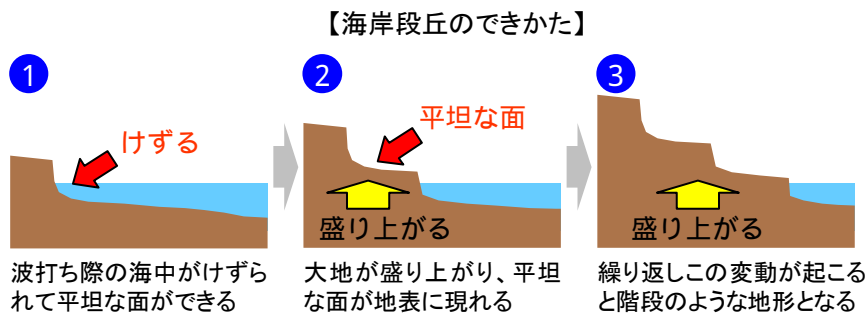 【海岸段丘のできかた】
1
2
3
けずる
平坦な面
盛り上がる
盛り上がる
波打ち際の海中がけずら
れて平坦な面ができる
大地が盛り上がり、平坦
な面が地表に現れる
繰り返しこの変動が起こる
と階段のような地形となる